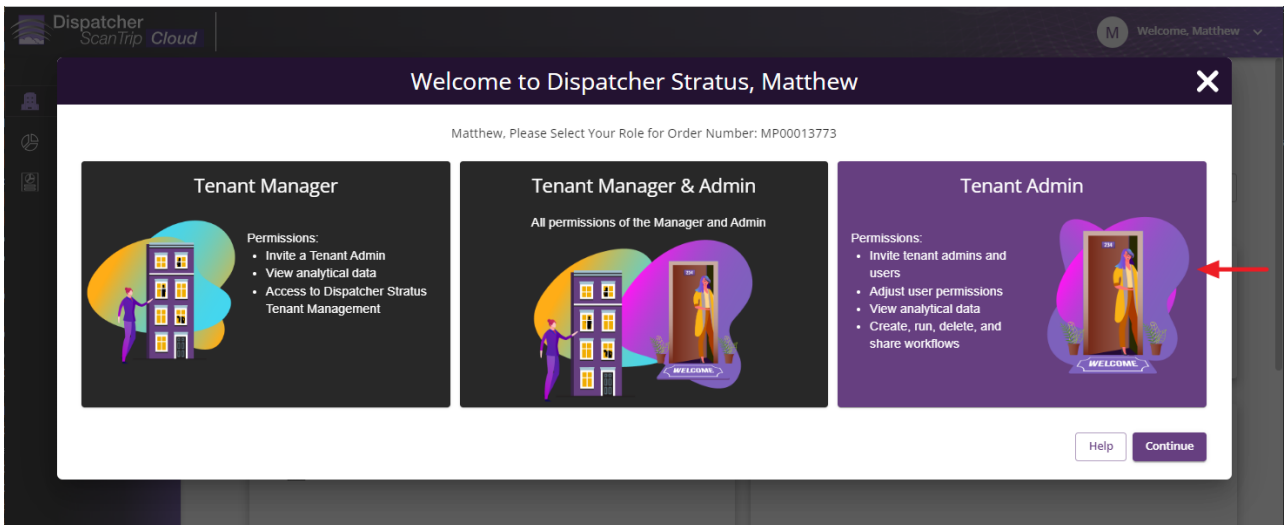 Dispatcher
ScanTrip Cloud
M Welcome, Matthew
Welcome to Dispatcher Stratus, Matthew
Matthew, Please Select Your Role for Order Number: MP00013773
Tenant Manager
Permissions:
• Invite a Tenant Admin
• View analytical data
• Access to Dispatcher Stratus
Tenant Management
Tenant Manager & Admin
All permissions of the Manager and Admin
234
WELCOME
Tenant Admin
Permissions:
• Invite tenant admins and
users
• Adjust user permissions
• View analytical data
• Create, run, delete, and
share workflows
234
WELCOME
Help
Continue